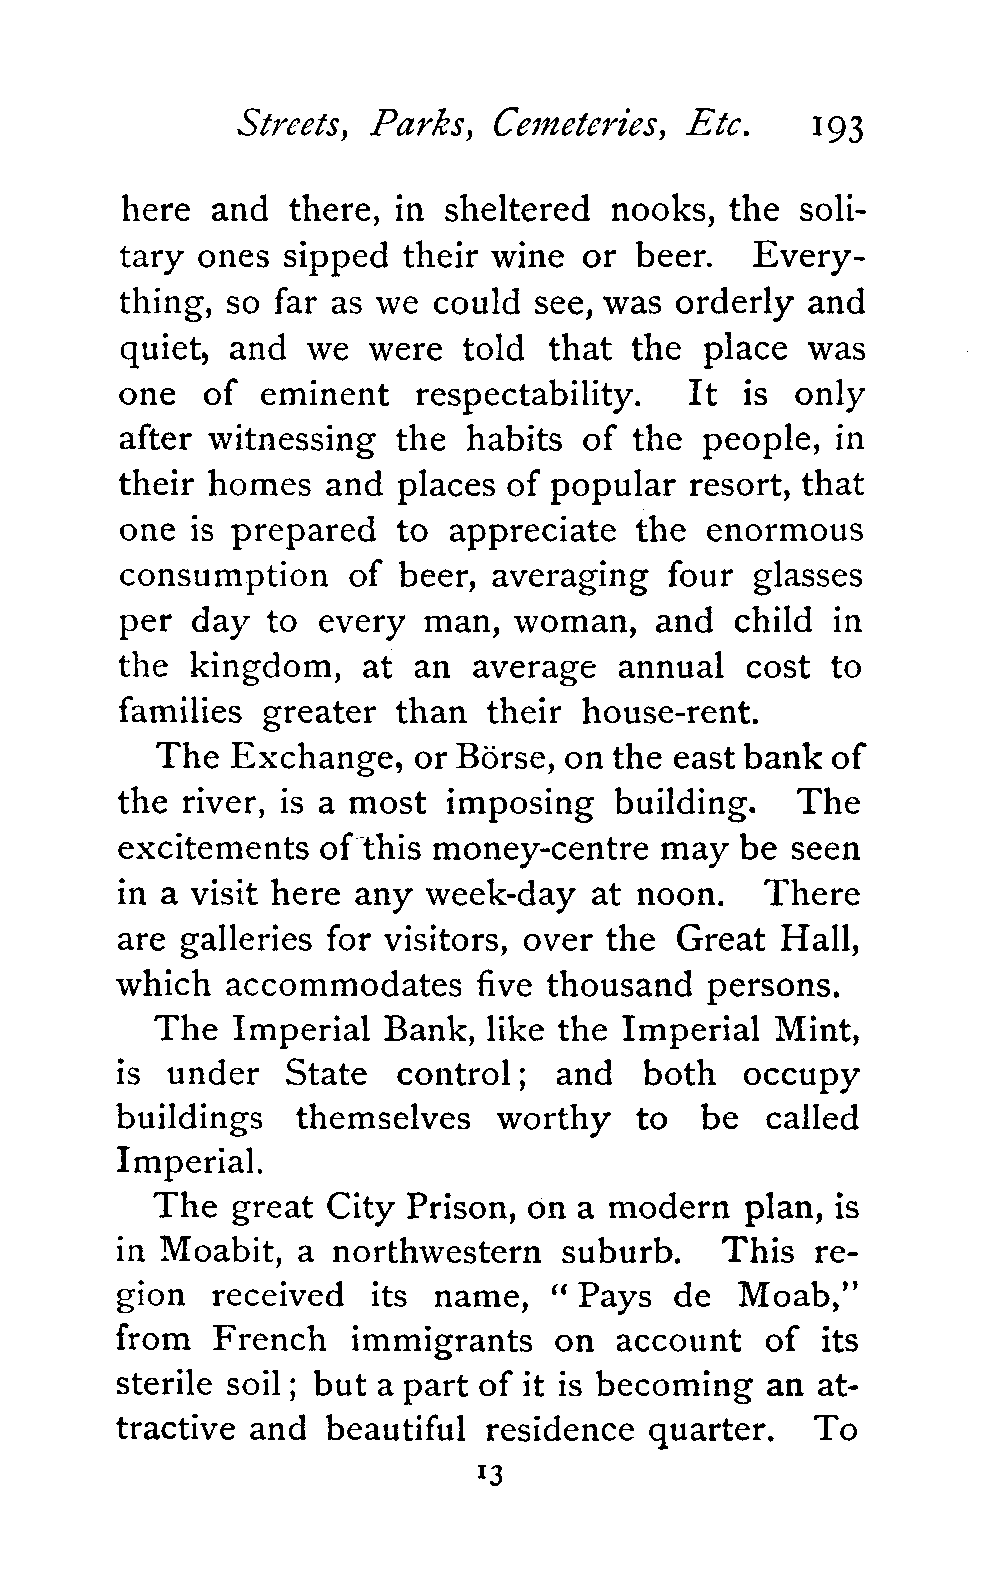 Streets, Parks, Cemeteries, Etc. 193
here and there, in sheltered nooks, the soli-
tary ones sipped their wine or beer. Every-
thing, so far as we could see, was orderly and
quiet, and we were told that the place was
one of eminent respectability. It is only
after witnessing the habits of the people, in
their homes and places of popular resort, that
one is prepared to appreciate the enormous
consumption of beer, averaging four glasses
per day to every man, woman, and child in
the kingdom, at an average annual cost to
families greater than their house-rent.
The Exchange, or Börse, on the east bank of
the river, is a most imposing building. The
excitements of this money-centre may be seen
in a visit here any week-day at noon. There
are galleries for visitors, over the Great Hall,
which accommodates five thousand persons.
The Imperial Bank, like the Imperial Mint,
is under State control; and both occupy
buildings themselves worthy to be called
Imperial.
The great City Prison, on a modern plan, is
in Moabit, a northwestern suburb. This re-
gion received its name, “Pays de Moab,”
from French immigrants on account of its
sterile soil; but a part of it is becoming an at-
tractive and beautiful residence quarter. To
13